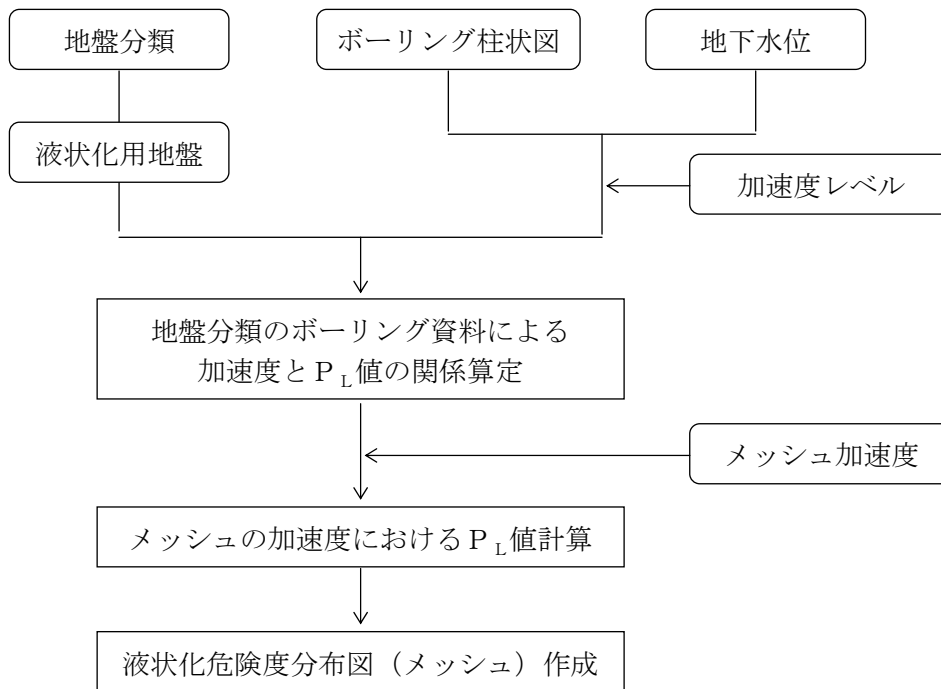 地盤分類
ボーリング柱状図
地下水位
液状化用地盤
加速度レベル
地盤分類のボーリング資料による
加速度とＰL値の関係算定
メッシュ加速度
メッシュの加速度におけるＰL値計算
液状化危険度分布図（メッシュ）作成